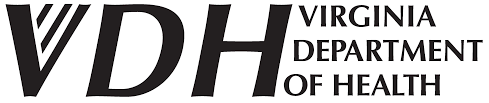 VDH
VIRGINIA
DEPARTMENT
OF HEALTH